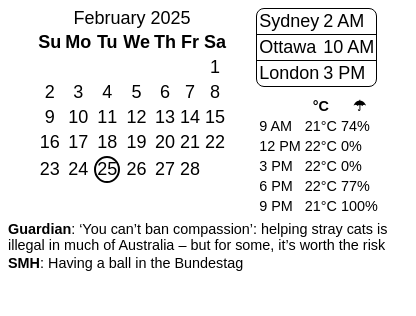 February 2025
Su Mo Tu We Th Fr Sa
1
2 3 4 5 6 7 8
9 10 11 12 13 14 15
16 17 18 19 20 21 22
23 24 25 26 27 28
Sydney 2 AM
Ottawa 10 AM
London 3 PM
°C ☂
9 AM 21°C 74%
12 PM 22°C 0%
3 PM 22°C 0%
6 PM 22°C 77%
9 PM 21°C 100%
Guardian: ‘You can’t ban compassion’: helping stray cats is
illegal in much of Australia – but for some, it’s worth the risk
SMH: Having a ball in the Bundestag